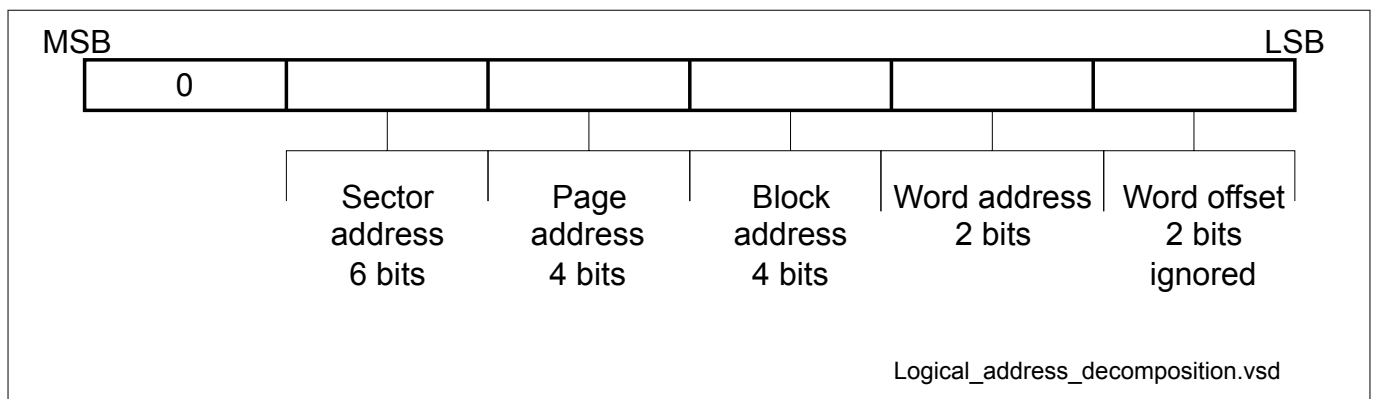 MSB LSB
0
Sector address 6 bits
Page address 4 bits
Block address 4 bits
Word address 2 bits
Word offset 2 bits ignored
Logical_address_decomposition.vsd